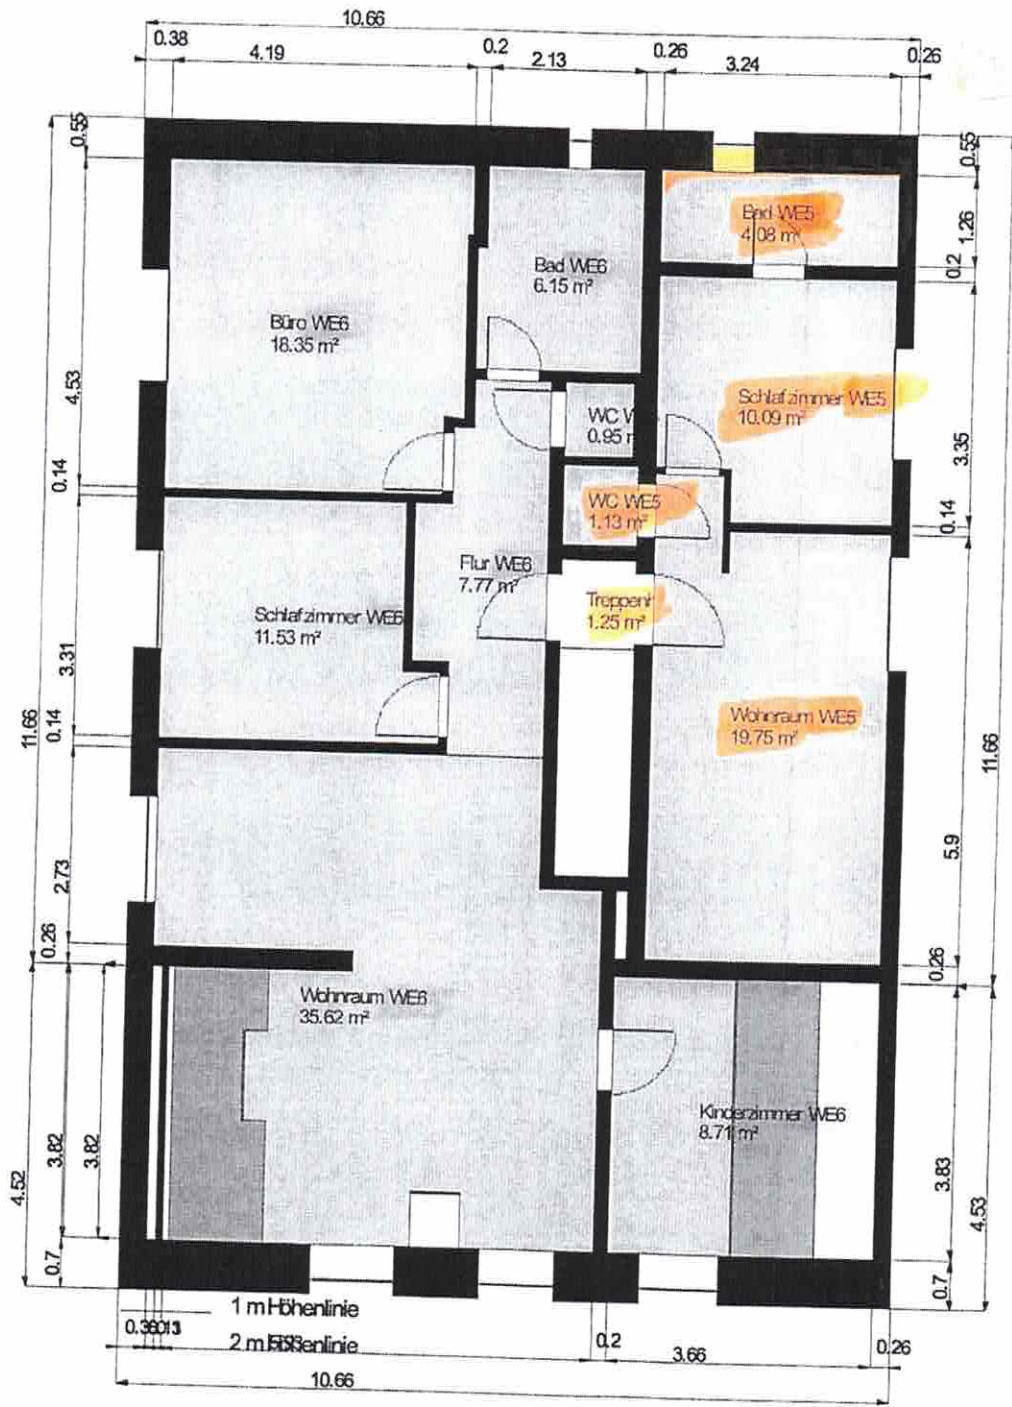 10.66
0.38
4.19
0.2
2.13
0.26
3.24
0.26
0.55
0.55
Bad WE5
4.08 m²
1.26
0.2
Bad WE6
6.15 m²
Büro WE6
18.35 m²
4.53
Schlafzimmer WE5
10.09 m²
3.35
WC W
0.95 m
0.14
WC WE5
1.13 m²
0.14
Flur WE6
7.77 m²
Treppenh
1.25 m²
Schlafzimmer WE6
11.53 m²
3.31
11.66
0.14
Wohnraum WE5
19.75 m²
11.66
2.73
5.9
0.26
0.26
Wohnraum WE6
35.62 m²
Kinderzimmer WE6
8.71 m²
3.82
3.82
4.52
3.83
4.53
0.7
0.7
1 m Höhenlinie
2 m Höhenlinie
0.2
3.66
0.26
10.66